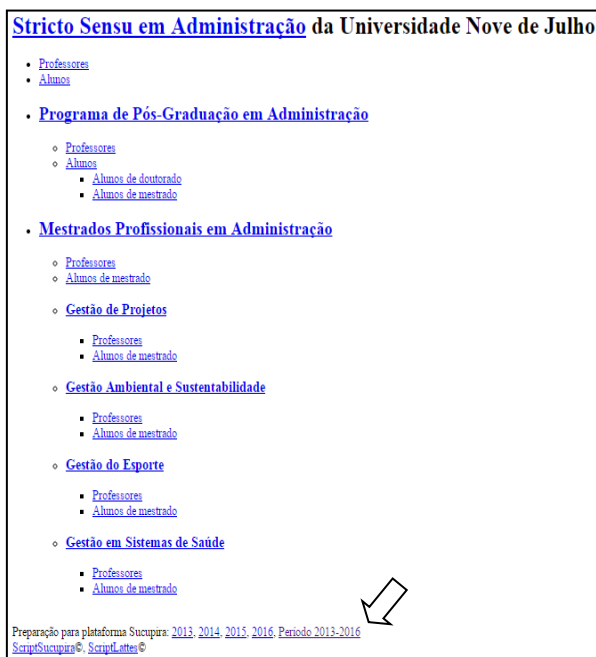 Stricto Sensu em Administração da Universidade Nove de Julho
Professores
Alunos
Programa de Pós-Graduação em Administração
Professores
Alunos
Alunos de doutorado
Alunos de mestrado
Mestrados Profissionais em Administração
Professores
Alunos de mestrado
Gestão de Projetos
Professores
Alunos de mestrado
Gestão Ambiental e Sustentabilidade
Professores
Alunos de mestrado
Gestão do Esporte
Professores
Alunos de mestrado
Gestão em Sistemas de Saúde
Professores
Alunos de mestrado
Preparação para plataforma Sucupira: 2013, 2014, 2015, 2016, Periodo 2013-2016
ScriptSucupira©, ScriptLattes©